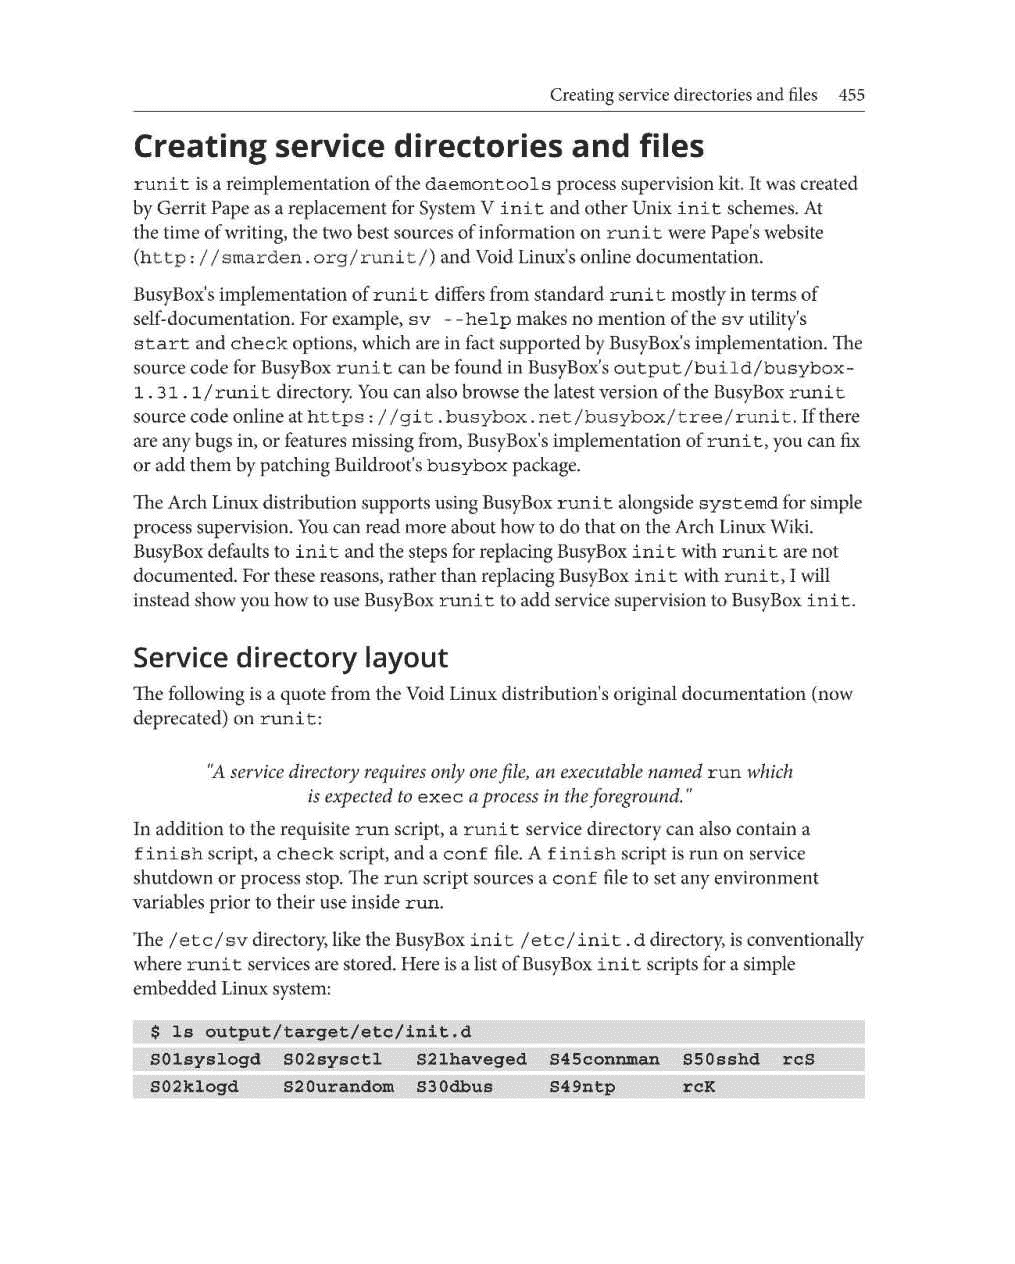 Creating service directories and files 455
Creating service directories and files
runit is a reimplementation of the daemontools process supervision kit. It was created
by Gerrit Pape as a replacement for System V init and other Unix init schemes. At
the time of writing, the two best sources of information on runit were Pape's website
(http://smarden.org/runit/) and Void Linux's online documentation.
BusyBox's implementation of runit differs from standard runit mostly in terms of
self-documentation. For example, sv --help makes no mention of the sv utility's
start and check options, which are in fact supported by BusyBox's implementation. The
source code for BusyBox runit can be found in BusyBox's output/build/busybox-
1.31.1/runit directory. You can also browse the latest version of the BusyBox runit
source code online at https://git.busybox.net/busybox/tree/runit. If there
are any bugs in, or features missing from, BusyBox's implementation of runit, you can fix
or add them by patching Buildroot's busybox package.
The Arch Linux distribution supports using BusyBox runit alongside systemd for simple
process supervision. You can read more about how to do that on the Arch Linux Wiki.
BusyBox defaults to init and the steps for replacing BusyBox init with runit are not
documented. For these reasons, rather than replacing BusyBox init with runit, I will
instead show you how to use BusyBox runit to add service supervision to BusyBox init.
Service directory layout
The following is a quote from the Void Linux distribution's original documentation (now
deprecated) on runit:
"A service directory requires only one file, an executable named run which
is expected to exec a process in the foreground."
In addition to the requisite run script, a runit service directory can also contain a
finish script, a check script, and a conf file. A finish script is run on service
shutdown or process stop. The run script sources a conf file to set any environment
variables prior to their use inside run.
The /etc/sv directory, like the BusyBox init /etc/init.d directory, is conventionally
where runit services are stored. Here is a list of BusyBox init scripts for a simple
embedded Linux system:
$ ls output/target/etc/init.d
S01syslogd S02sysctl S21haveged S45connman S50sshd rcS
S02klogd S20urandom S30dbus S49ntp rcK